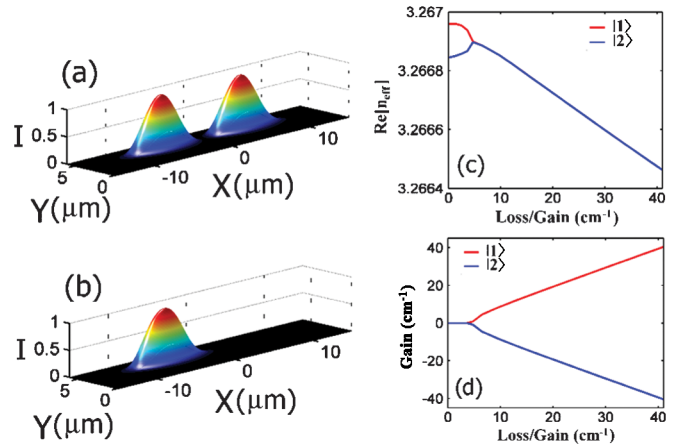 (a)
1
0.5
I
0
5
0
Y(μm)
-10
0
10
X(μm)
(b)
1
0.5
I
0
5
0
Y(μm)
-10
0
10
X(μm)
3.267
3.2668
3.2666
3.2664
Re|n_eff|
|1⟩
|2⟩
(c)
0 10 20 30 40
Loss/Gain (cm⁻¹)
40
20
0
-20
-40
Gain (cm⁻¹)
|1⟩
|2⟩
(d)
0 10 20 30 40
Loss/Gain (cm⁻¹)